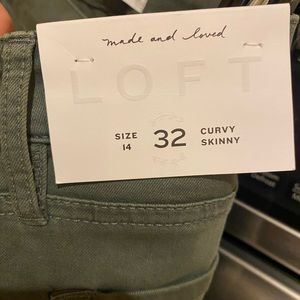 made and loved
LOFT
SIZE 14
32
CURVY SKINNY